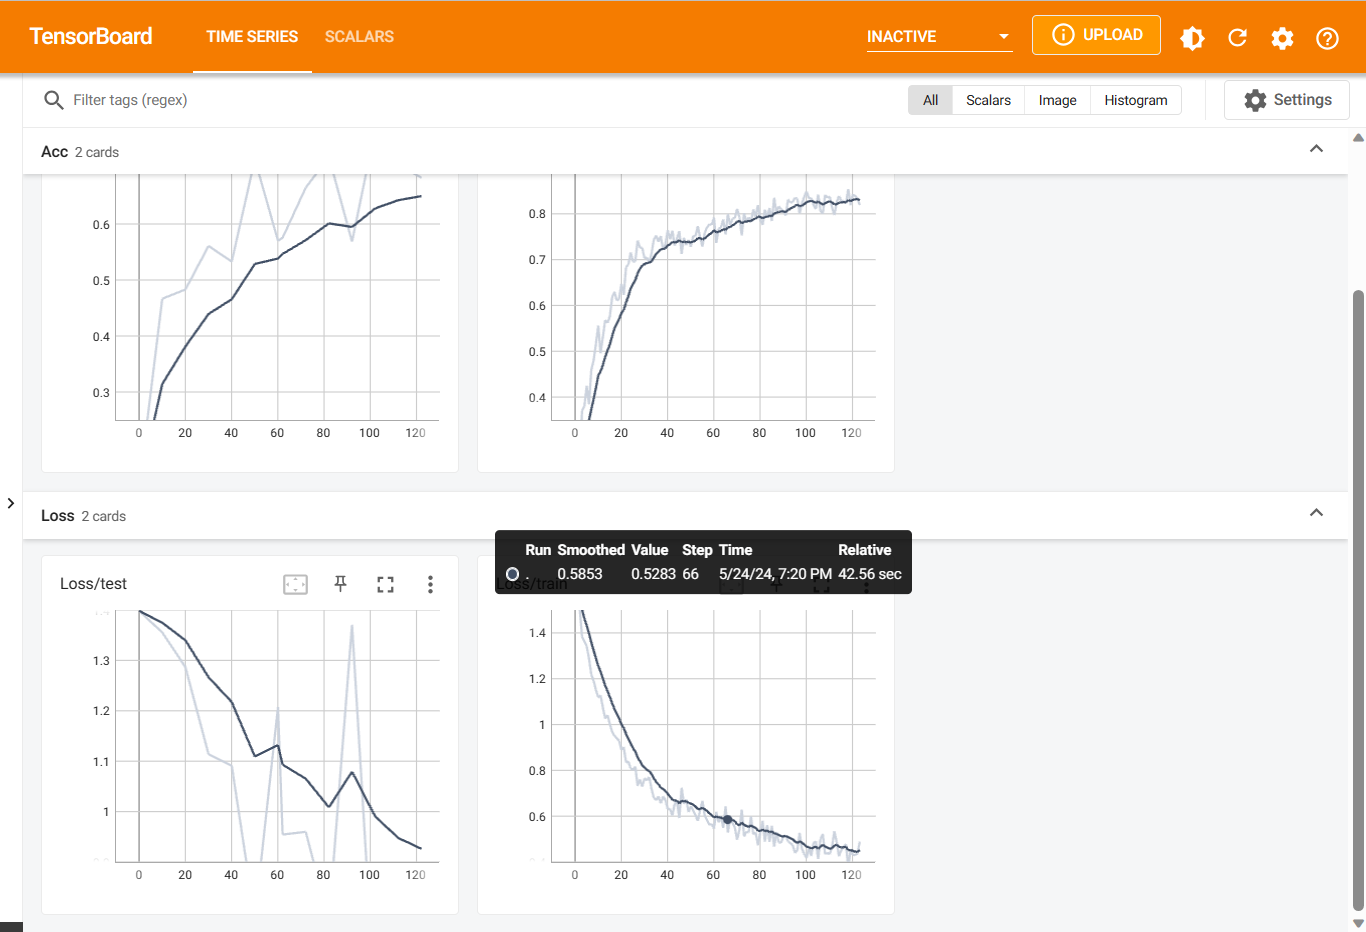 TensorBoard TIME SERIES SCALARS INACTIVE UPLOAD
Filter tags (regex) All Scalars Image Histogram Settings
Acc 2 cards
0.6
0.5
0.4
0.3
0 20 40 60 80 100 120
0.8
0.7
0.6
0.5
0.4
0 20 40 60 80 100 120
Loss 2 cards
Run Smoothed Value Step Time Relative
. 0.5853 0.5283 66 5/24/24, 7:20 PM 42.56 sec
Loss/test
1.3
1.2
1.1
1
0 20 40 60 80 100 120
Loss/train
1.4
1.2
1
0.8
0.6
0 20 40 60 80 100 120